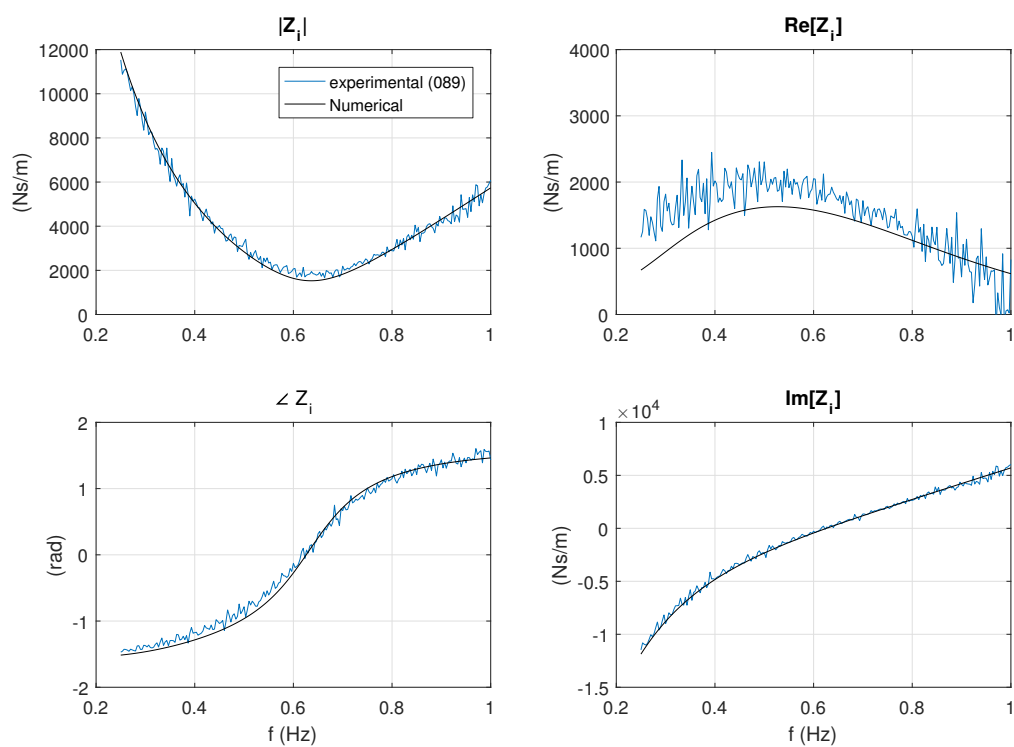 |Z_i|
12000
10000
8000
6000
4000
2000
0
(Ns/m)
0.2 0.4 0.6 0.8 1
experimental (089)
Numerical
Re[Z_i]
4000
3000
2000
1000
0
(Ns/m)
0.2 0.4 0.6 0.8 1
∠ Z_i
2
1
0
-1
-2
(rad)
0.2 0.4 0.6 0.8 1
f (Hz)
Im[Z_i]
×10^4
1
0.5
0
-0.5
-1
-1.5
(Ns/m)
0.2 0.4 0.6 0.8 1
f (Hz)